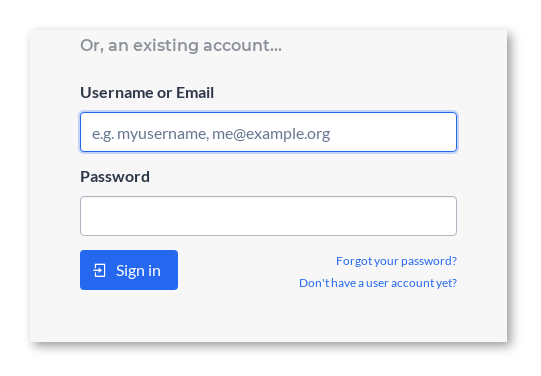 Or, an existing account...
Username or Email
e.g. myusername, me@example.org
Password
Sign in
Forgot your password?
Don't have a user account yet?